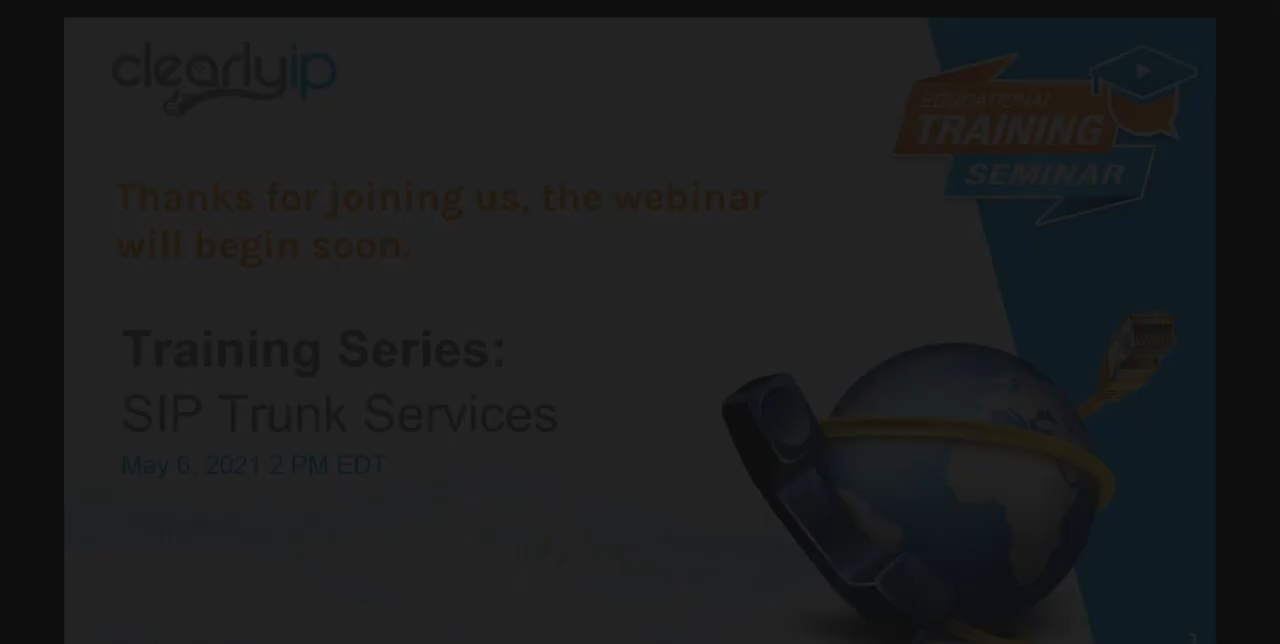 clearlyip
EDUCATIONAL
TRAINING
SEMINAR
Thanks for joining us, the webinar
will begin soon.
Training Series:
SIP Trunk Services
May 6, 2021 2 PM EDT
1